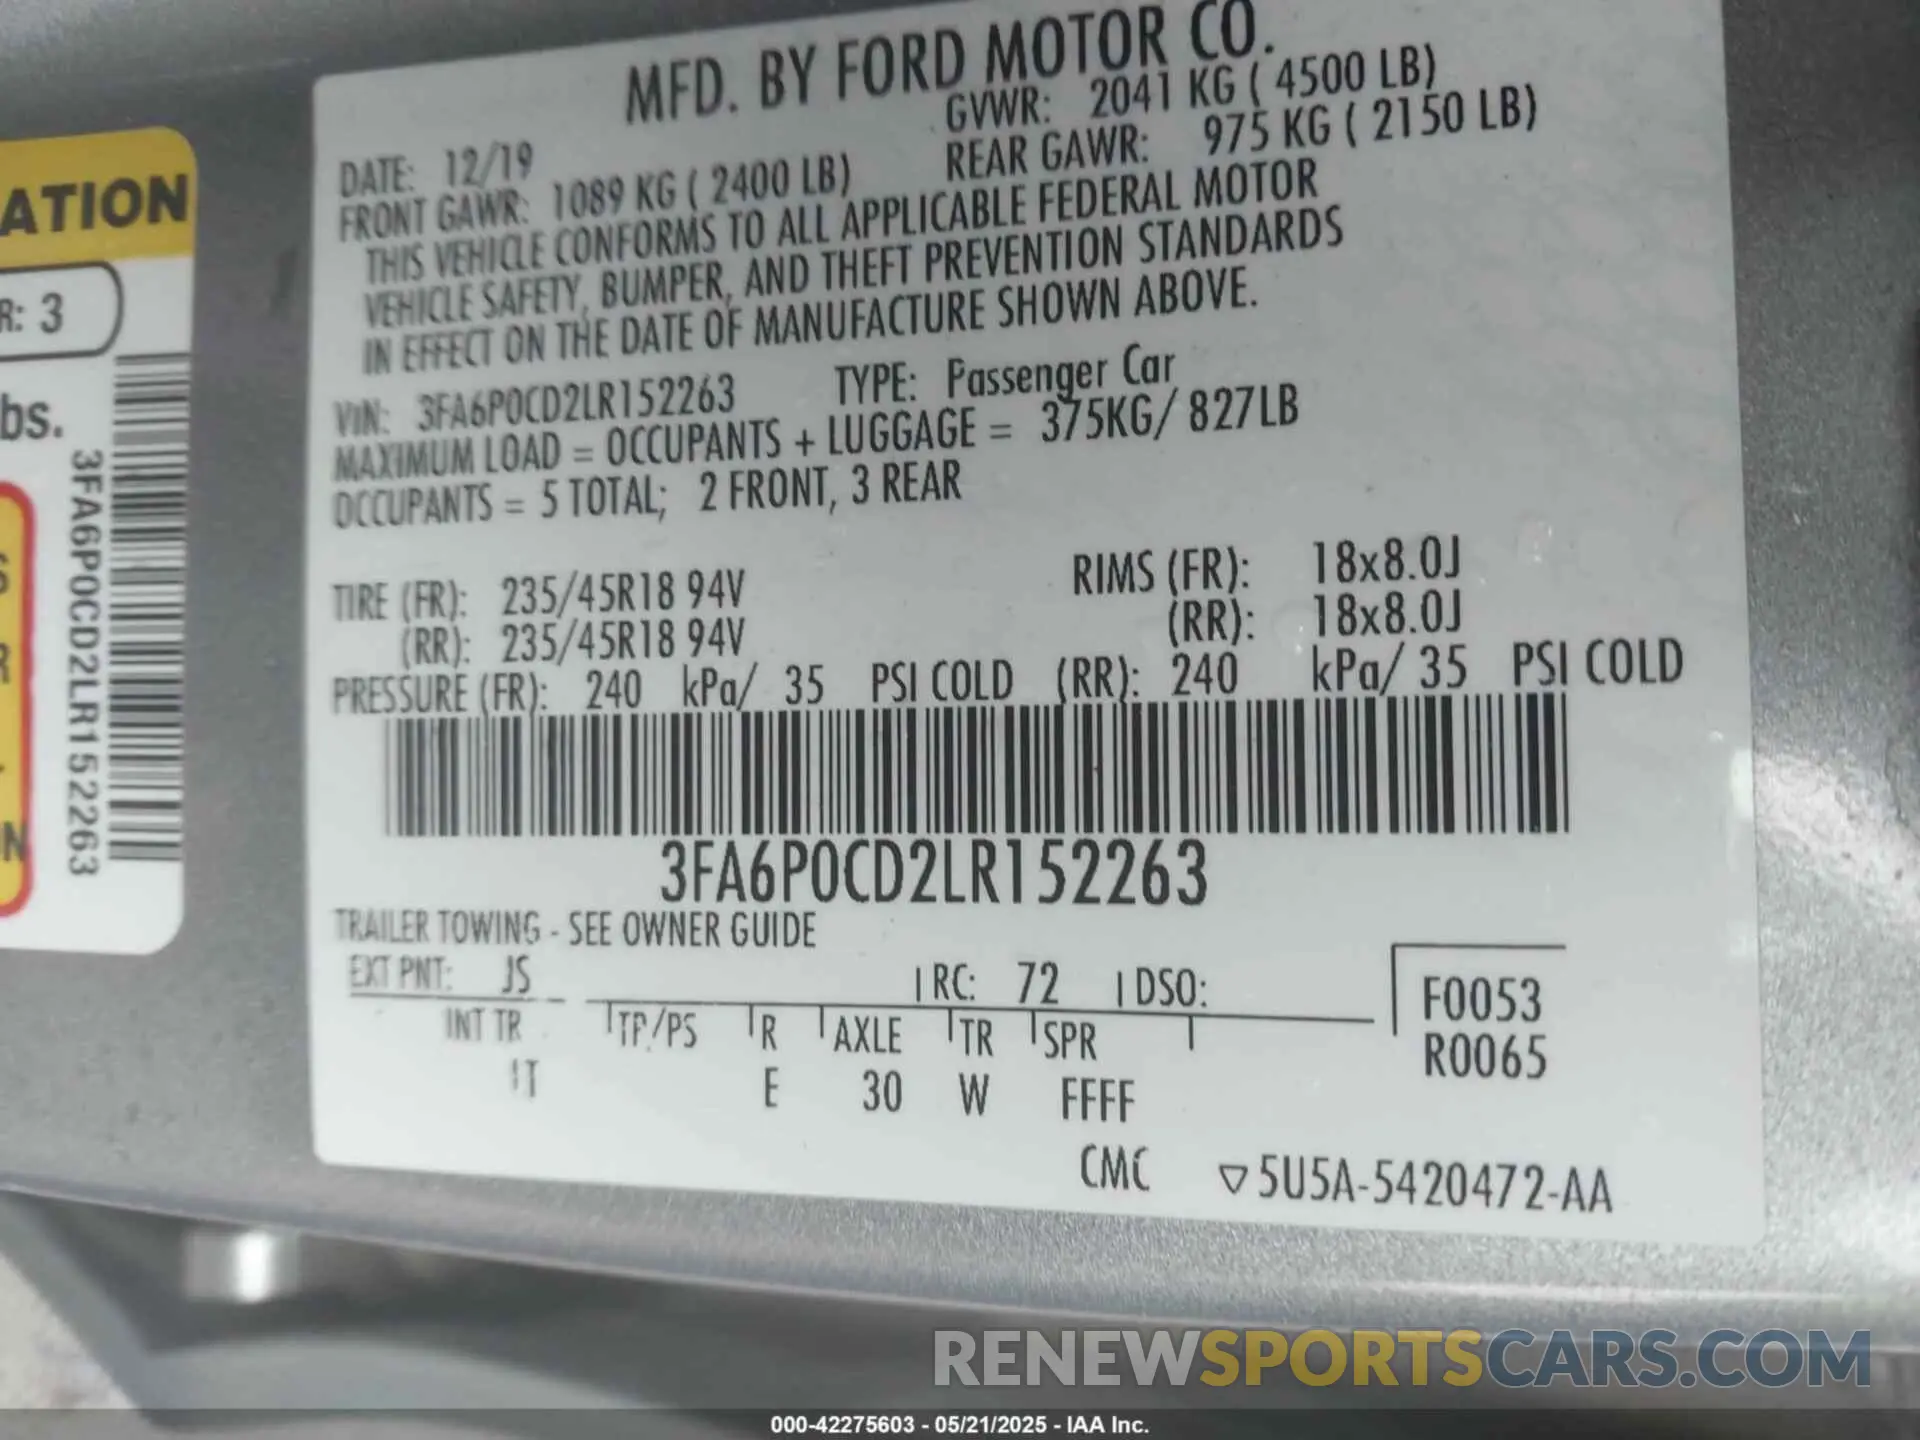 MFD. BY FORD MOTOR CO.
DATE: 12/19 GVWR: 2041 KG ( 4500 LB)
FRONT GAWR: 1089 KG ( 2400 LB) REAR GAWR: 975 KG ( 2150 LB)
THIS VEHICLE CONFORMS TO ALL APPLICABLE FEDERAL MOTOR
VEHICLE SAFETY, BUMPER, AND THEFT PREVENTION STANDARDS
IN EFFECT ON THE DATE OF MANUFACTURE SHOWN ABOVE.
VIN: 3FA6P0CD2LR152263 TYPE: Passenger Car
MAXIMUM LOAD = OCCUPANTS + LUGGAGE = 375KG/ 827LB
OCCUPANTS = 5 TOTAL; 2 FRONT, 3 REAR
TIRE (FR): 235/45R18 94V RIMS (FR): 18x8.0J
(RR): 235/45R18 94V (RR): 18x8.0J
PRESSURE (FR): 240 kPa/ 35 PSI COLD (RR): 240 kPa/ 35 PSI COLD
3FA6P0CD2LR152263
TRAILER TOWING - SEE OWNER GUIDE
EXT PNT: JS RC: 72 DSO:
INT TR TP/PS R AXLE TR SPR
E 30 W FFFF
F0053
R0065
CMC 5U5A-5420472-AA
ATION
R: 3
bs.
3FA6P0CD2LR152263
RENEWSPORTSCARS.COM
000-42275603 - 05/21/2025 - IAA Inc.